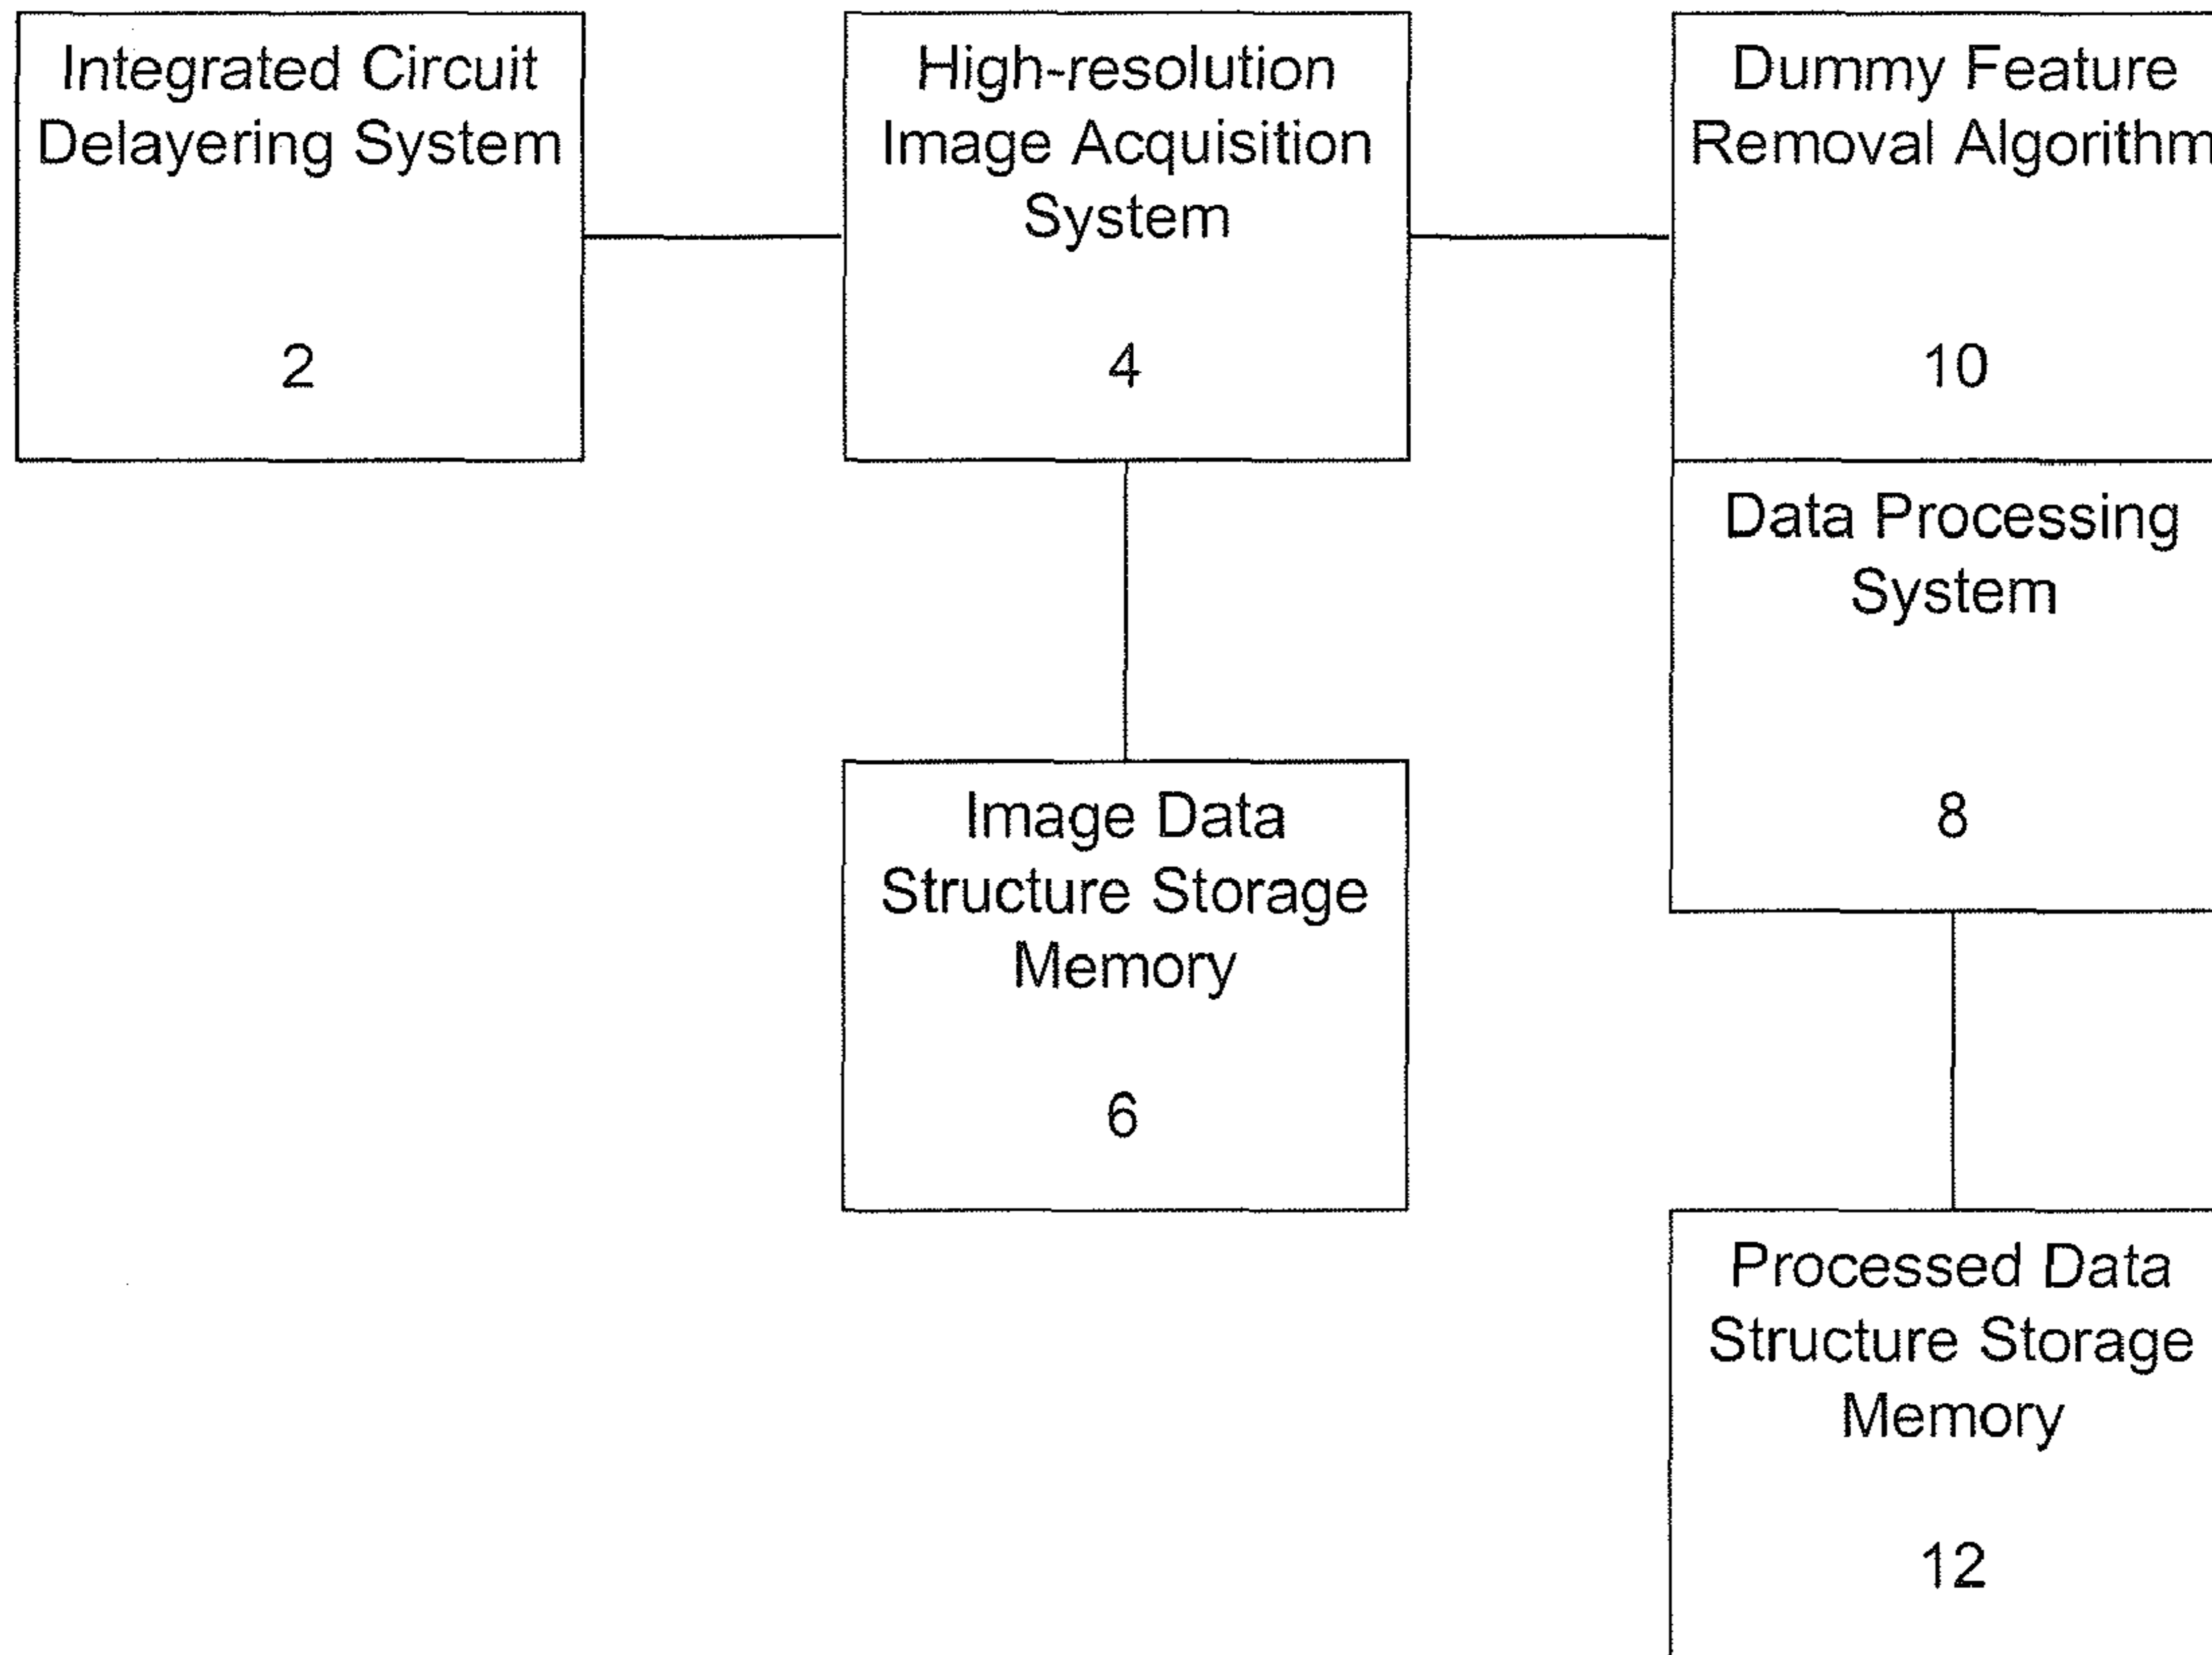 Integrated Circuit
Delayering System
2
High-resolution
Image Acquisition
System
4
Dummy Feature
Removal Algorithm
10
Data Processing
System
8
Image Data
Structure Storage
Memory
6
Processed Data
Structure Storage
Memory
12